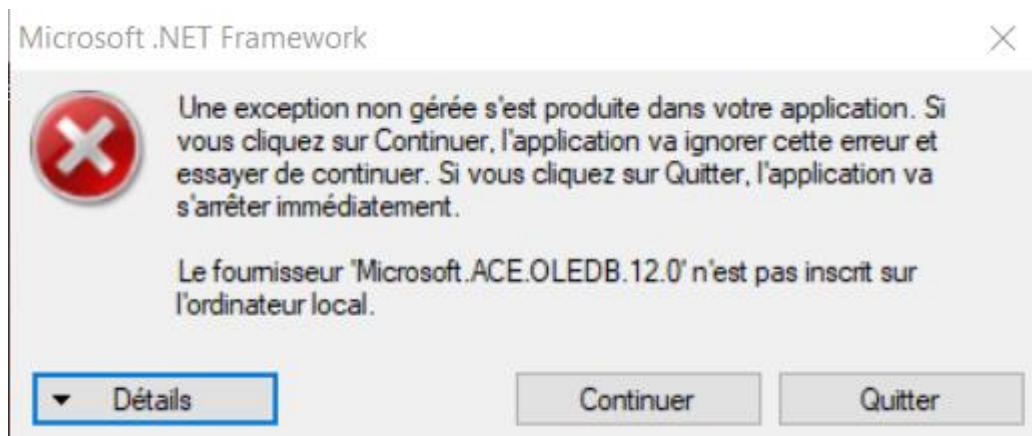 Microsoft .NET Framework
Une exception non gérée s'est produite dans votre application. Si
vous cliquez sur Continuer, l'application va ignorer cette erreur et
essayer de continuer. Si vous cliquez sur Quitter, l'application va
s'arrêter immédiatement.
Le fournisseur 'Microsoft.ACE.OLEDB.12.0' n'est pas inscrit sur
l'ordinateur local.
Détails
Continuer
Quitter